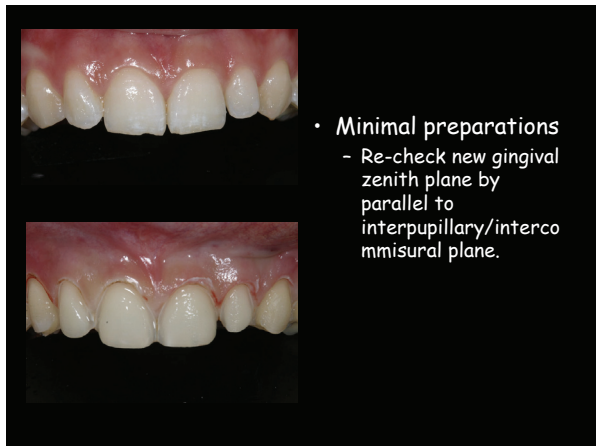 • Minimal preparations
– Re-check new gingival
zenith plane by
parallel to
interpupillary/interco
mmisural plane.